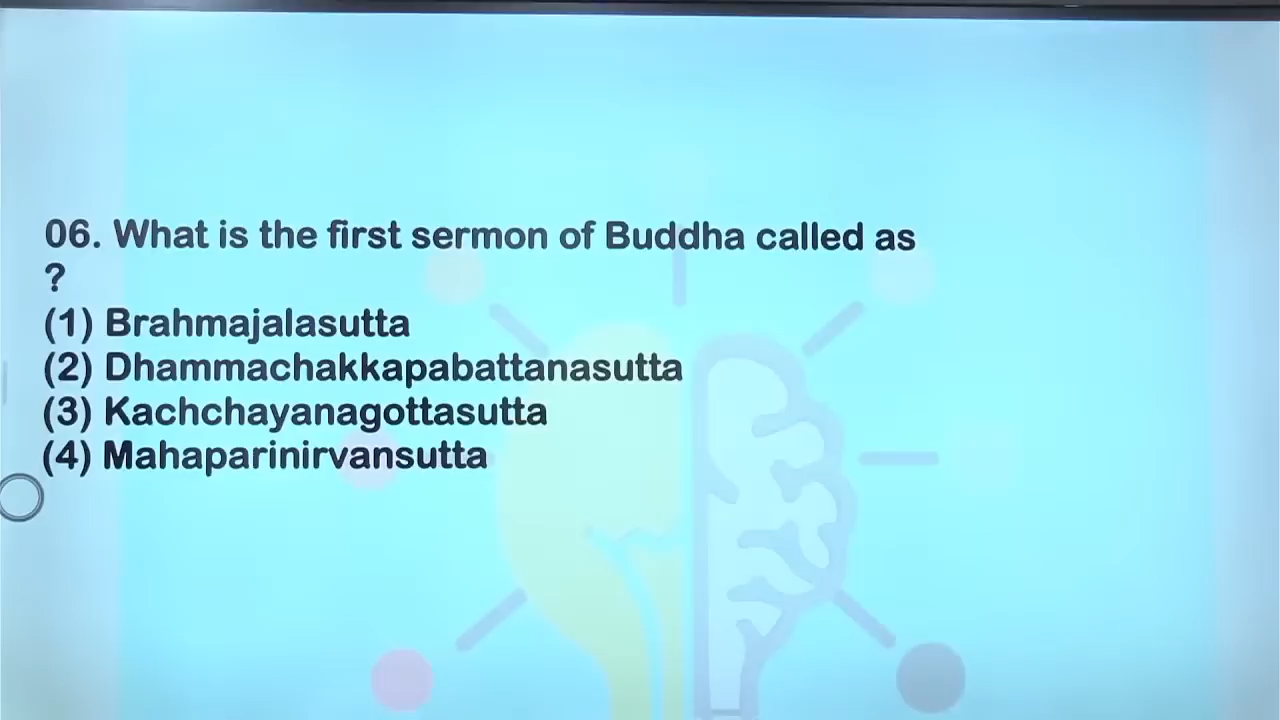 06. What is the first sermon of Buddha called as
?
(1) Brahmajalasutta
(2) Dhammachakkapabattanasutta
(3) Kachchayanagottasutta
(4) Mahaparinirvansutta